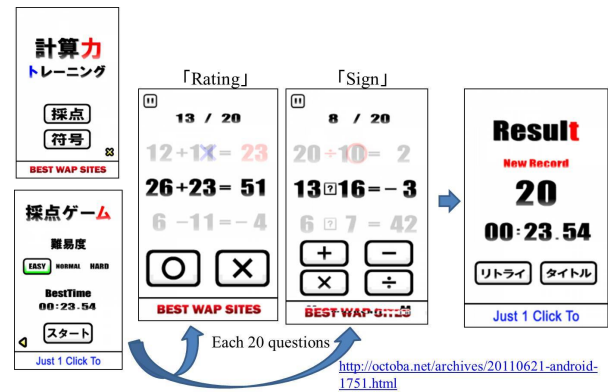 計算力
トレーニング
採点
符号
BEST WAP SITES
採点ゲーム
難易度
EASY NORMAL HARD
BestTime
00:23.54
スタート
Just 1 Click To
「Rating」
13 / 20
26+23= 51
6 -11=- 4
○ ×
BEST WAP SITES
「Sign」
8 / 20
20÷10= 2
13?16=- 3
6 ? 7 = 42
+ -
× ÷
BEST WAP SITES
Result
New Record
20
00:23.54
リトライ タイトル
Just 1 Click To
Each 20 questions
http://octoba.net/archives/20110621-android-
1751.html